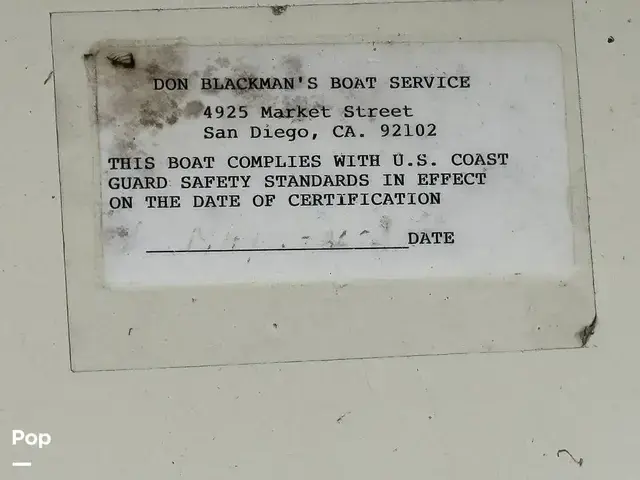 DON BLACKMAN'S BOAT SERVICE
4925 Market Street
San Diego, CA. 92102
THIS BOAT COMPLIES WITH U.S. COAST
GUARD SAFETY STANDARDS IN EFFECT
ON THE DATE OF CERTIFICATION
DATE
Pop